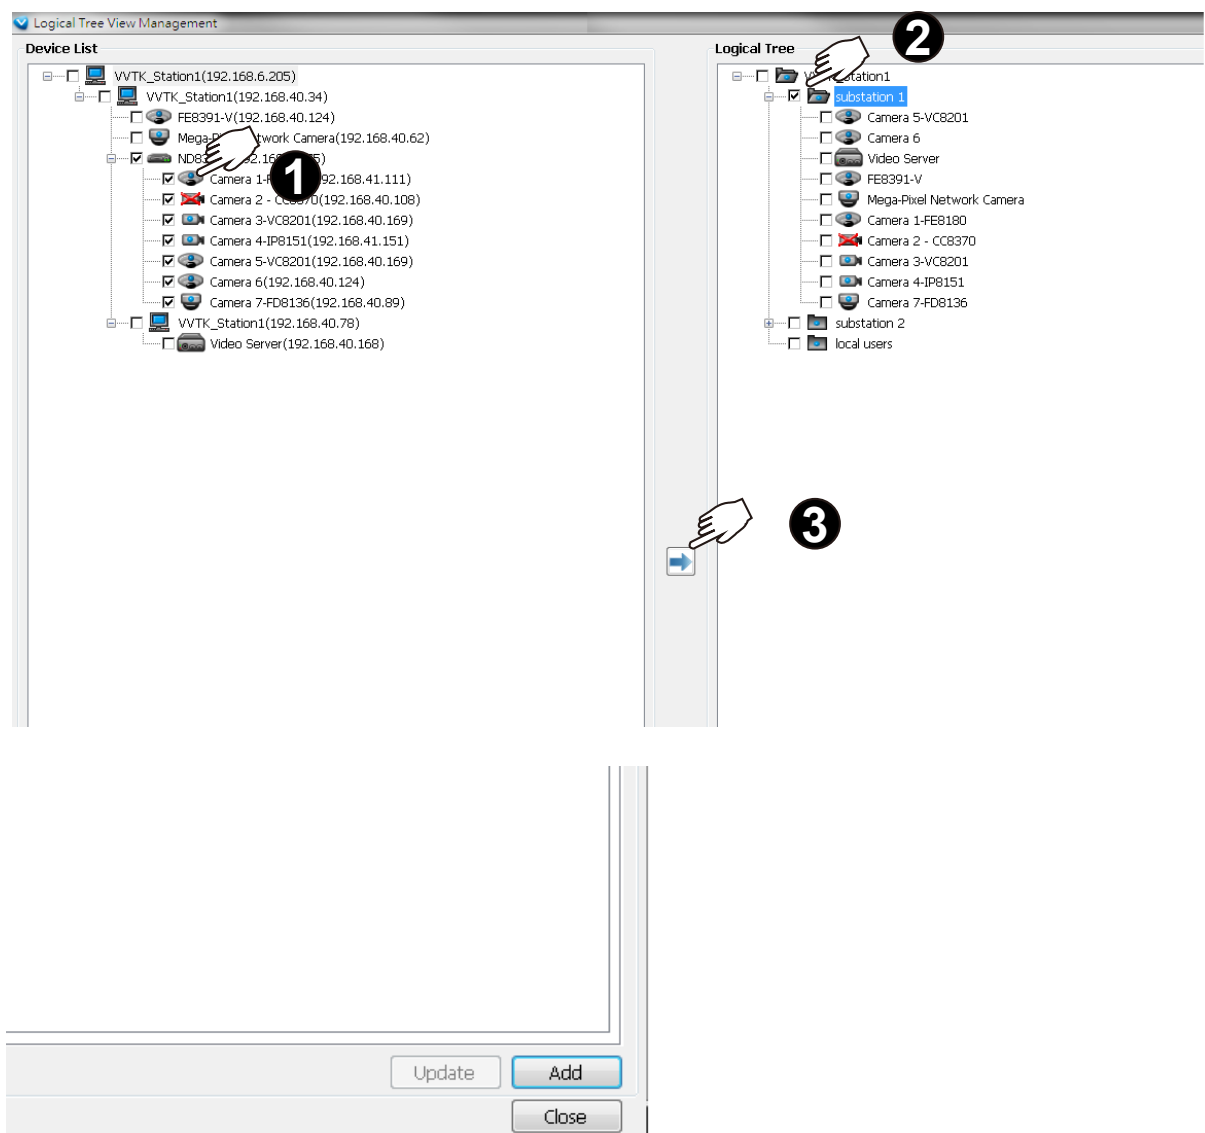 Logical Tree View Management
Device List
VVTK_Station1(192.168.6.205)
VVTK_Station1(192.168.40.34)
FE8391-V(192.168.40.124)
Network Camera(192.168.40.62)
Camera 1-
92.168.41.111)
Camera 2 - CC8370(192.168.40.108)
Camera 3-VC8201(192.168.40.169)
Camera 4-IP8151(192.168.41.151)
Camera 5-VC8201(192.168.40.169)
Camera 6(192.168.40.124)
Camera 7-FD8136(192.168.40.89)
VVTK_Station1(192.168.40.78)
Video Server(192.168.40.168)
1
Logical Tree
2
VVTK_Station1
substation 1
Camera 5-VC8201
Camera 6
Video Server
FE8391-V
Mega-Pixel Network Camera
Camera 1-FE8180
Camera 2 - CC8370
Camera 3-VC8201
Camera 4-IP8151
Camera 7-FD8136
substation 2
local users
3
Update
Add
Close